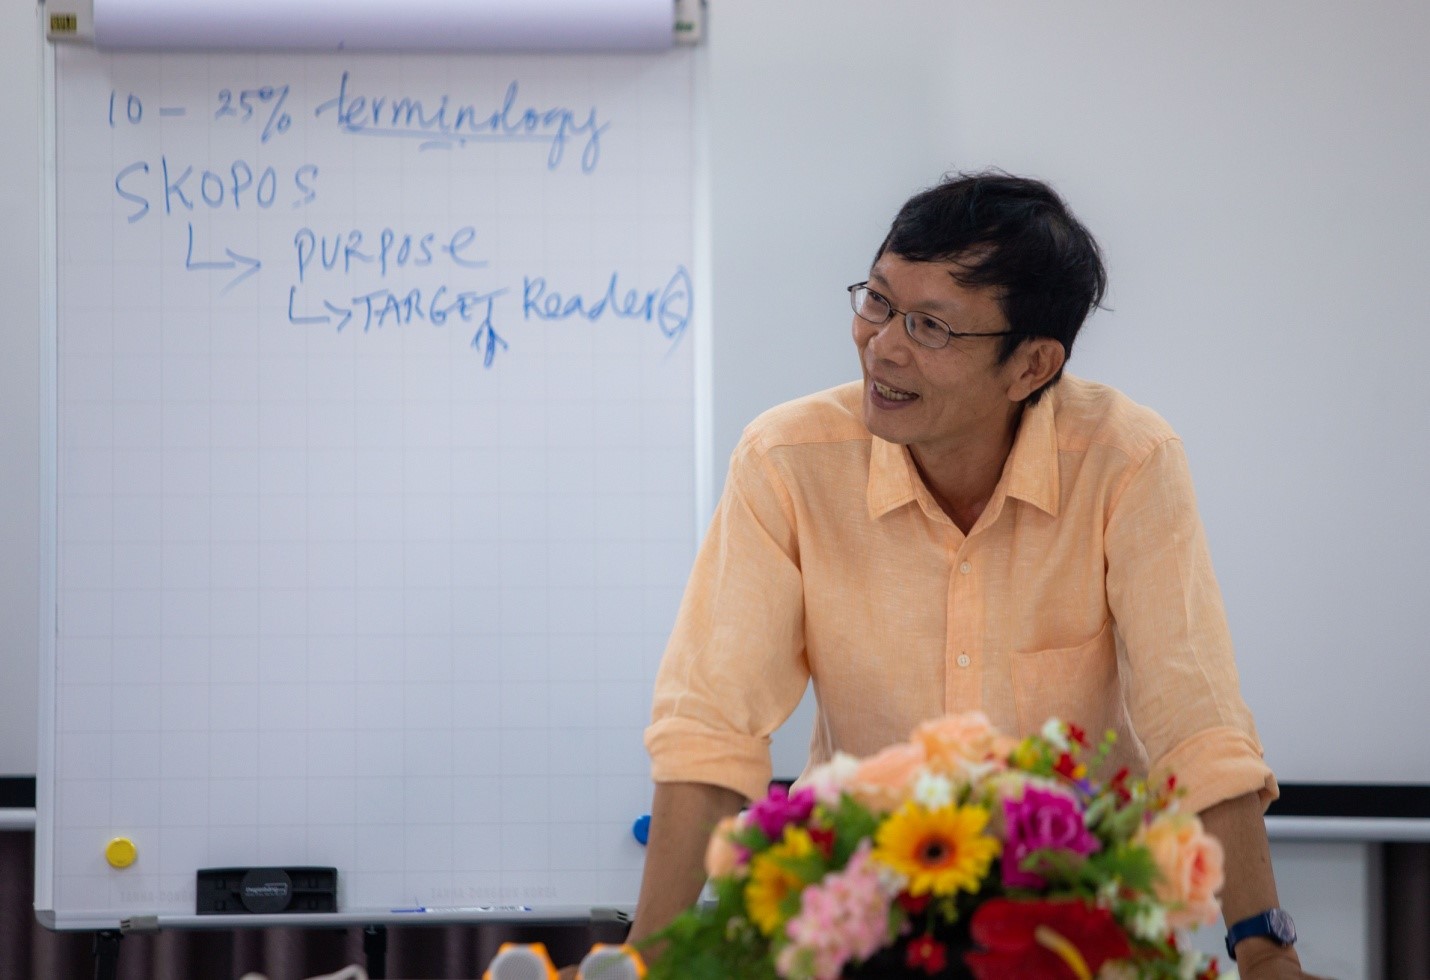 10 - 25% terminology
SKOPOS
↳ PURPOSE
↳ TARGET Reader(s)